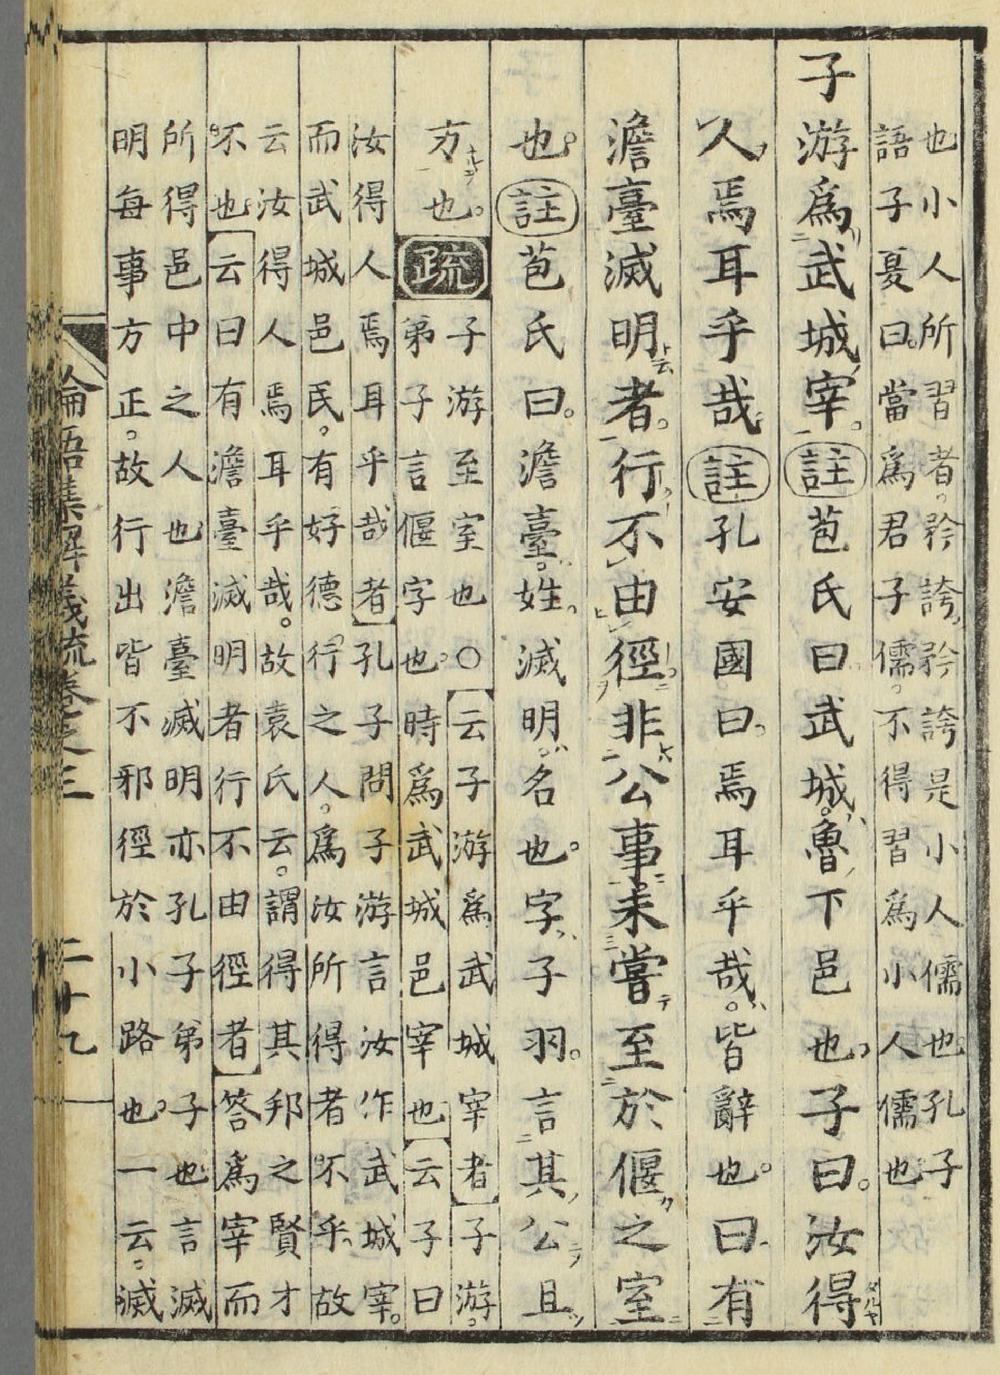 也小人所習者矜誇矜誇是小人儒也孔子
語子夏曰當爲君子儒不得習爲小人儒也
子游爲武城宰註苞氏曰武城魯下邑也子曰汝得
人焉耳乎哉註孔安國曰焉耳乎哉皆辭也曰有
澹臺滅明者行不由徑非公事未嘗至於偃之室
也註苞氏曰澹臺姓滅明名也字子羽言其公且
方也疏子游至室也○云子游爲武城宰者子游
弟子言偃字也時爲武城邑宰也云子曰
汝得人焉耳乎哉者孔子問子游言汝作武城宰
而武城邑民有好德行之人爲汝所得者不乎故
云汝得人焉耳乎哉故袁氏云謂得其邦之賢才
不也云曰有澹臺滅明者行不由徑者答爲宰而
所得邑中之人也澹臺滅明亦孔子弟子也言滅
明每事方正故行出皆不邪徑於小路也一云滅
論語集解義疏卷之三
二十九